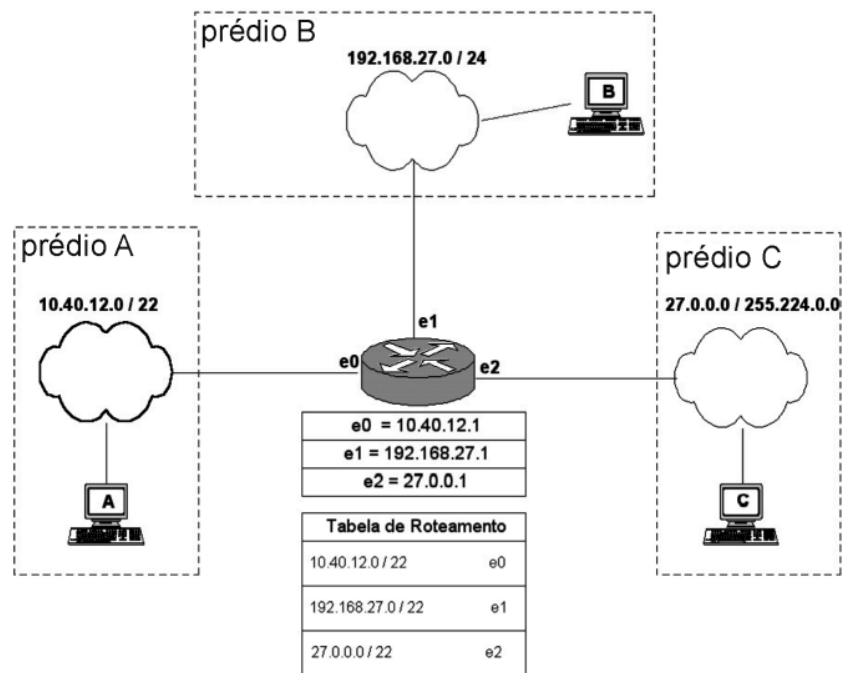 prédio B
192.168.27.0 / 24
B
prédio A
10.40.12.0 / 22
A
prédio C
27.0.0.0 / 255.224.0.0
C
e1
e0
e2
e0 = 10.40.12.1
e1 = 192.168.27.1
e2 = 27.0.0.1
Tabela de Roteamento
10.40.12.0 / 22 e0
192.168.27.0 / 22 e1
27.0.0.0 / 22 e2